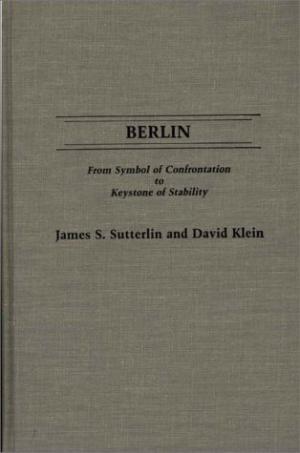 BERLIN
From Symbol of Confrontation
to
Keystone of Stability
James S. Sutterlin and David Klein